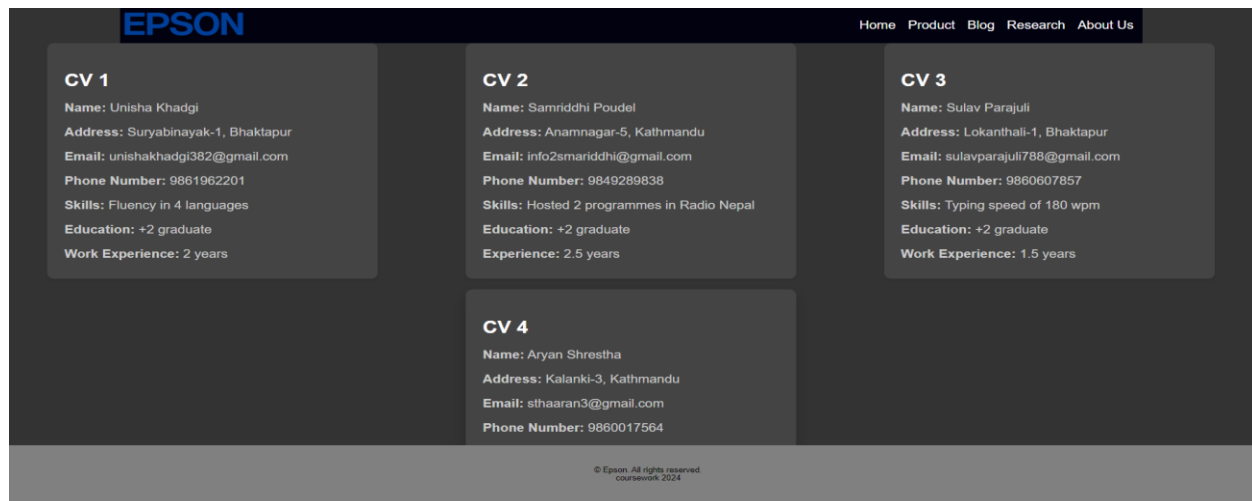 EPSON
Home Product Blog Research About Us
CV 1
Name: Unisha Khadgi
Address: Suryabinayak-1, Bhaktapur
Email: unishakhadgi382@gmail.com
Phone Number: 9861962201
Skills: Fluency in 4 languages
Education: +2 graduate
Work Experience: 2 years
CV 2
Name: Samriddhi Poudel
Address: Anamnagar-5, Kathmandu
Email: info2smariddhi@gmail.com
Phone Number: 9849289838
Skills: Hosted 2 programmes in Radio Nepal
Education: +2 graduate
Experience: 2.5 years
CV 3
Name: Sulav Parajuli
Address: Lokanthali-1, Bhaktapur
Email: sulavparajuli788@gmail.com
Phone Number: 9860607857
Skills: Typing speed of 180 wpm
Education: +2 graduate
Work Experience: 1.5 years
CV 4
Name: Aryan Shrestha
Address: Kalanki-3, Kathmandu
Email: sthaaran3@gmail.com
Phone Number: 9860017564
© Epson. All rights reserved.
coursework 2024